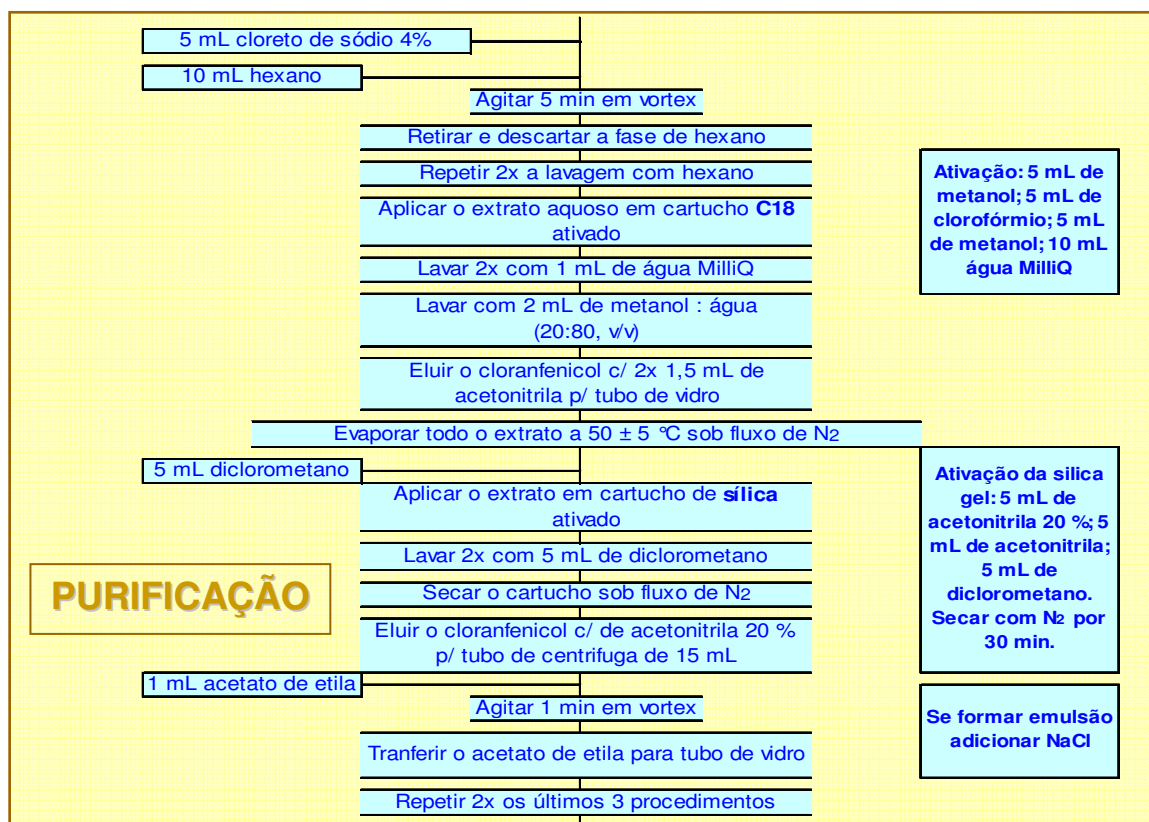 5 mL cloreto de sódio 4%
10 mL hexano
Agitar 5 min em vortex
Retirar e descartar a fase de hexano
Repetir 2x a lavagem com hexano
Aplicar o extrato aquoso em cartucho C18
ativado
Ativação: 5 mL de
metanol; 5 mL de
clorofórmio; 5 mL
de metanol; 10 mL
água MilliQ
Lavar 2x com 1 mL de água MilliQ
Lavar com 2 mL de metanol : água
(20:80, v/v)
Eluir o cloranfenicol c/ 2x 1,5 mL de
acetonitrila p/ tubo de vidro
Evaporar todo o extrato a 50 ± 5 °C sob fluxo de N2
5 mL diclorometano
Aplicar o extrato em cartucho de sílica
ativado
Ativação da silica
gel: 5 mL de
acetonitrila 20 %; 5
mL de acetonitrila;
5 mL de
diclorometano.
Secar com N2 por
30 min.
Lavar 2x com 5 mL de diclorometano
PURIFICAÇÃO
Secar o cartucho sob fluxo de N2
Eluir o cloranfenicol c/ de acetonitrila 20 %
p/ tubo de centrifuga de 15 mL
1 mL acetato de etila
Agitar 1 min em vortex
Se formar emulsão
adicionar NaCl
Tranferir o acetato de etila para tubo de vidro
Repetir 2x os últimos 3 procedimentos